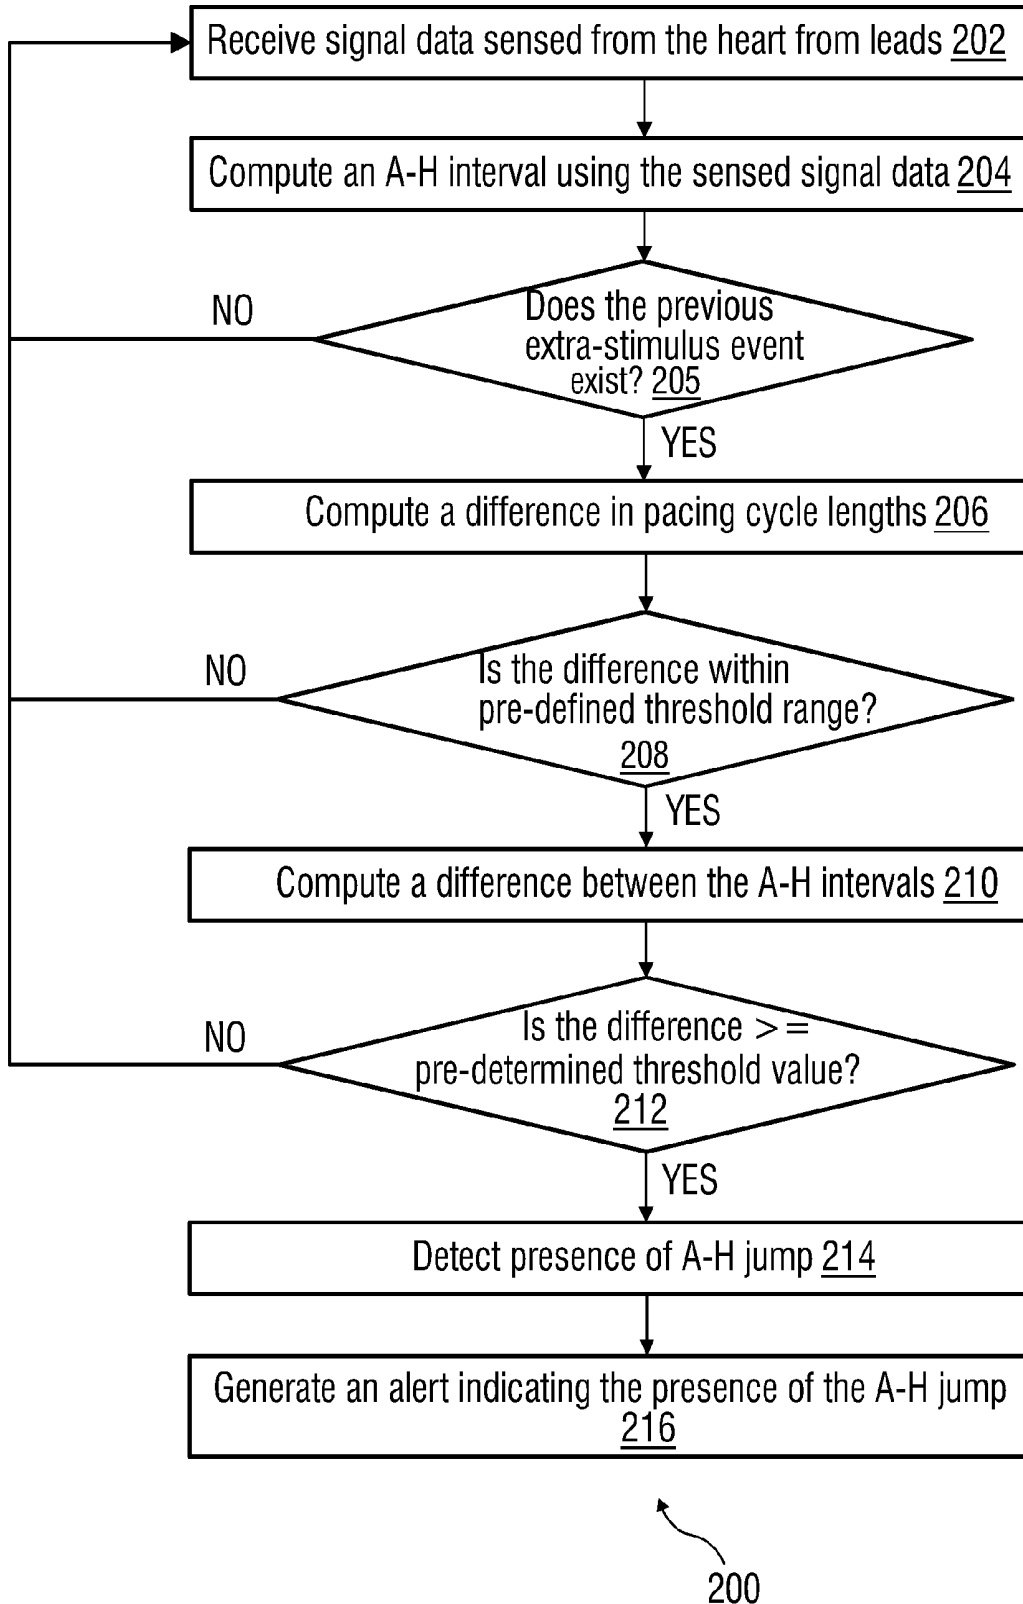 Receive signal data sensed from the heart from leads 202
Compute an A-H interval using the sensed signal data 204
NO
Does the previous
extra-stimulus event
exist? 205
YES
Compute a difference in pacing cycle lengths 206
NO
Is the difference within
pre-defined threshold range?
208
YES
Compute a difference between the A-H intervals 210
NO
Is the difference >=
pre-determined threshold value?
212
YES
Detect presence of A-H jump 214
Generate an alert indicating the presence of the A-H jump
216
200